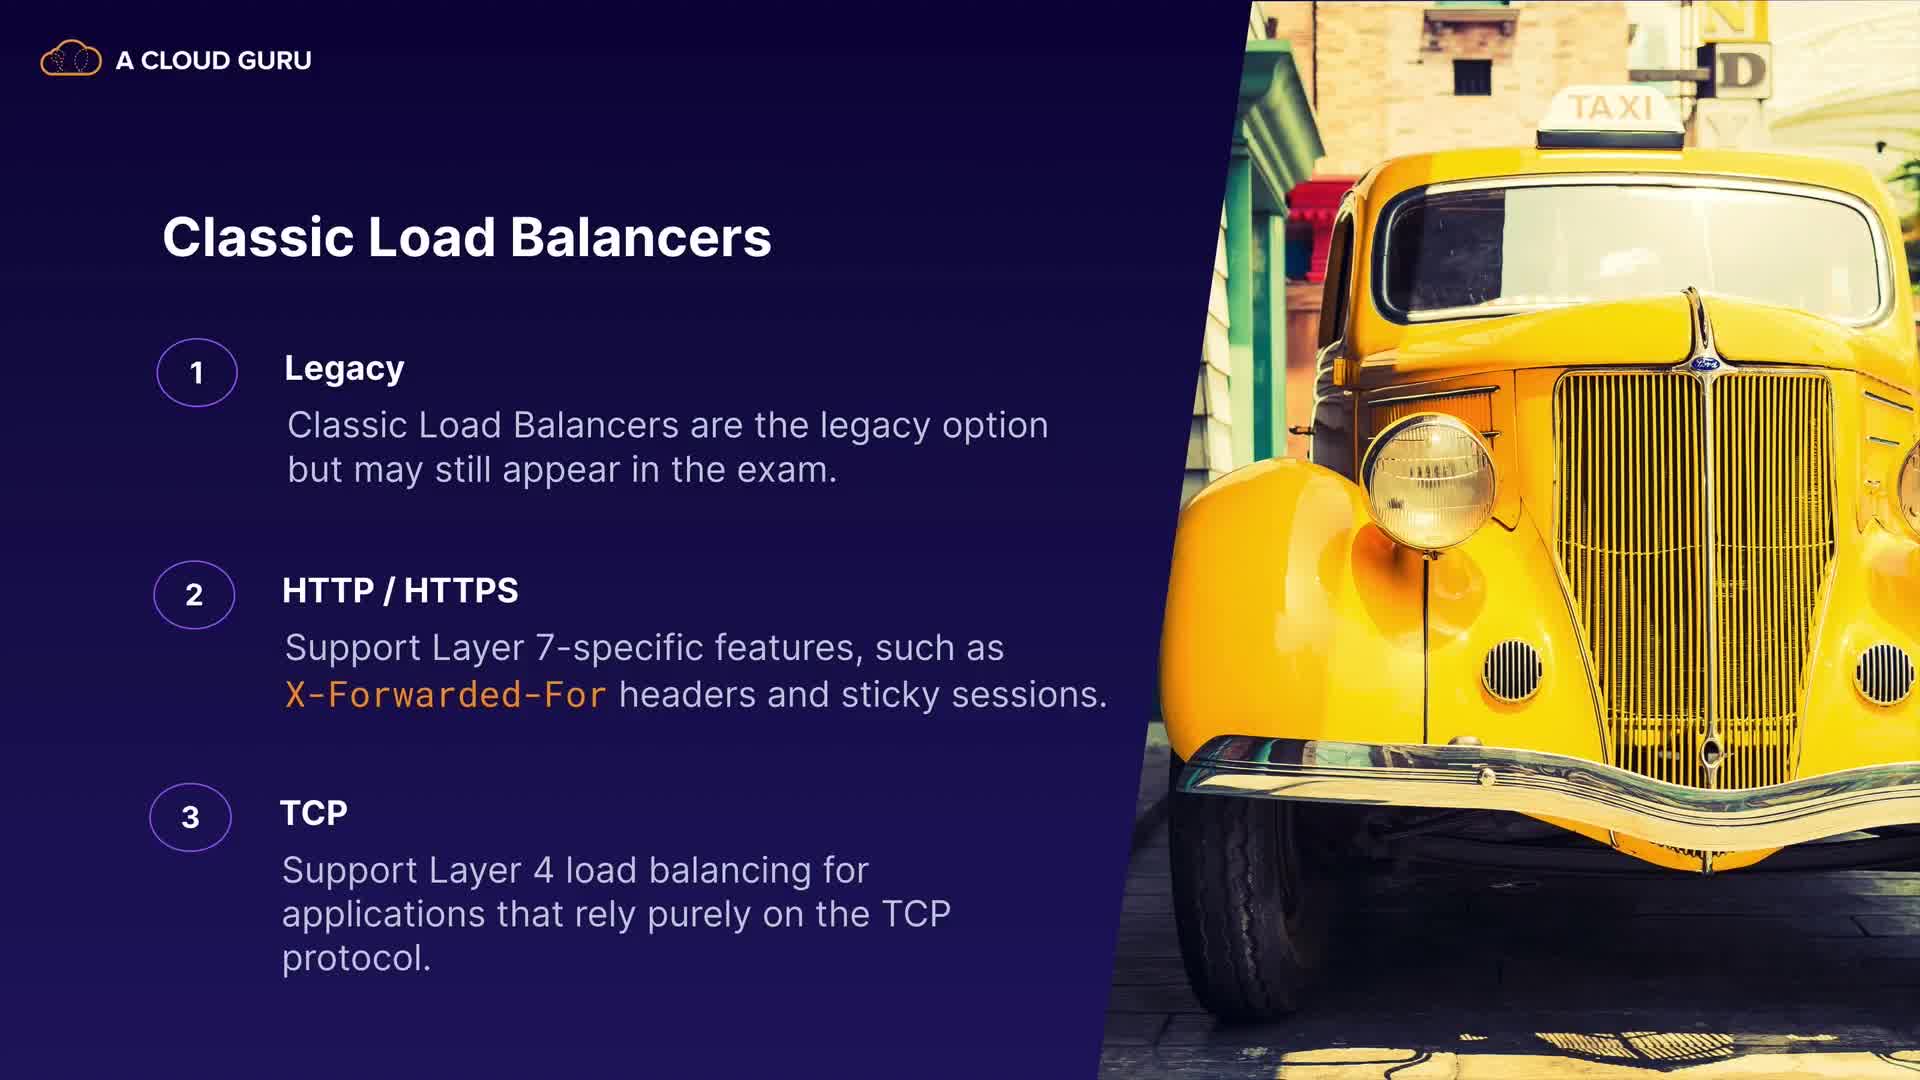 A CLOUD GURU
Classic Load Balancers
1
Legacy
Classic Load Balancers are the legacy option
but may still appear in the exam.
2
HTTP / HTTPS
Support Layer 7-specific features, such as
X-Forwarded-For headers and sticky sessions.
3
TCP
Support Layer 4 load balancing for
applications that rely purely on the TCP
protocol.
N
D
TAXI
Ford